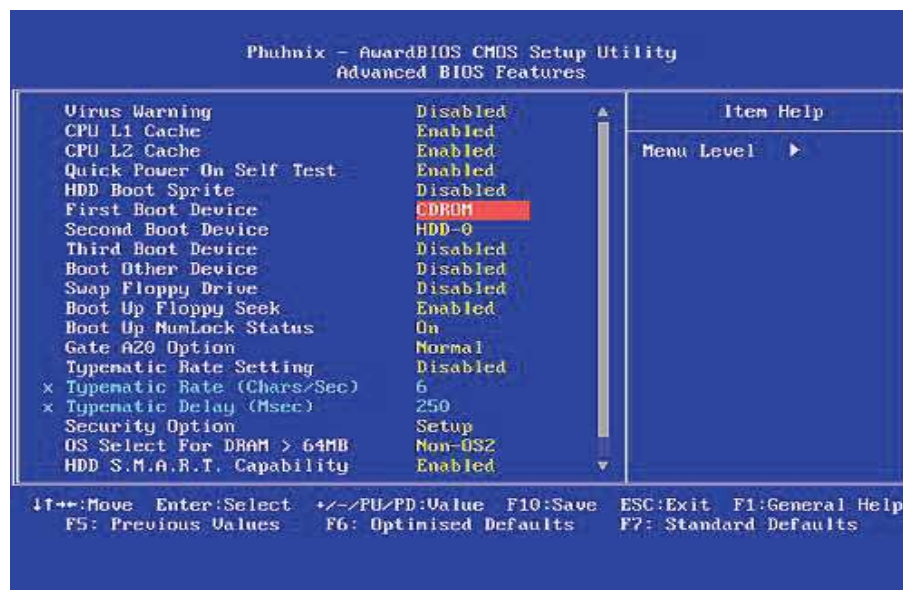 Phuhnix - AwardBIOS CMOS Setup Utility
Advanced BIOS Features
Virus Warning Disabled
CPU L1 Cache Enabled
CPU L2 Cache Enabled
Quick Power On Self Test Enabled
HDD Boot Sprite Disabled
First Boot Device CDROM
Second Boot Device HDD-0
Third Boot Device Disabled
Boot Other Device Disabled
Swap Floppy Drive Disabled
Boot Up Floppy Seek Enabled
Boot Up NumLock Status On
Gate A20 Option Normal
Typematic Rate Setting Disabled
x Typematic Rate (Chars/Sec) 6
x Typematic Delay (Msec) 250
Security Option Setup
OS Select For DRAM > 64MB Non-OS2
HDD S.M.A.R.T. Capability Enabled
Item Help
Menu Level ▶
↓↑→←:Move Enter:Select +/-/PU/PD:Value F10:Save ESC:Exit F1:General Help
F5: Previous Values F6: Optimised Defaults F7: Standard Defaults